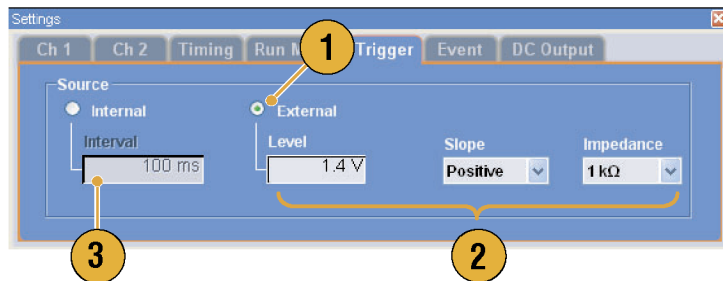 Settings
Ch 1 Ch 2 Timing Run M Trigger Event DC Output
1
Source
Internal External
Interval Level Slope Impedance
100 ms 1.4 V Positive 1 kΩ
3 2